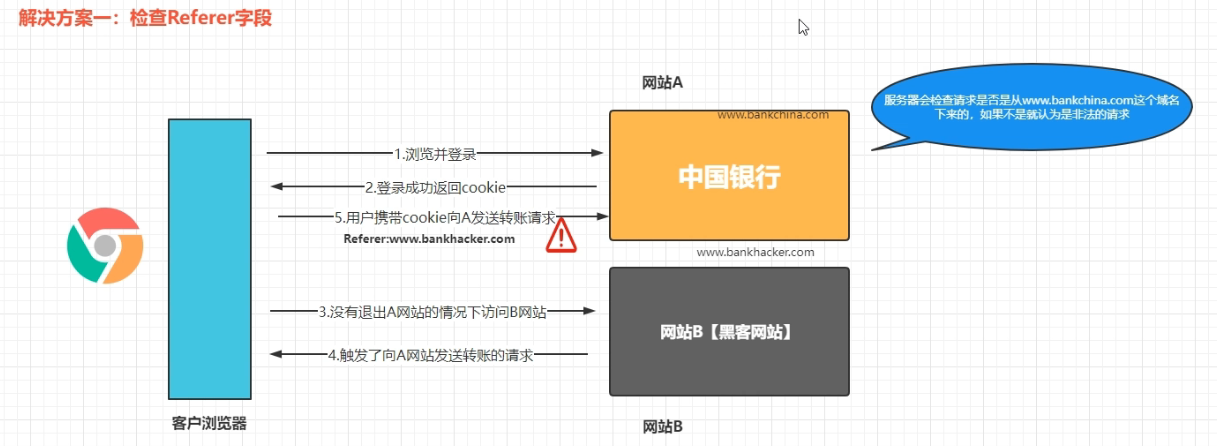 解决方案一：检查Referer字段
网站A
www.bankchina.com
服务器会检查请求是否是从www.bankchina.com这个域名
下来的，如果不是就认为是非法的请求
1.浏览并登录
中国银行
2.登录成功返回cookie
5.用户携带cookie向A发送转账请求
Referer:www.bankhacker.com
www.bankhacker.com
3.没有退出A网站的情况下访问B网站
网站B【黑客网站】
4.触发了向A网站发送转账的请求
客户浏览器
网站B